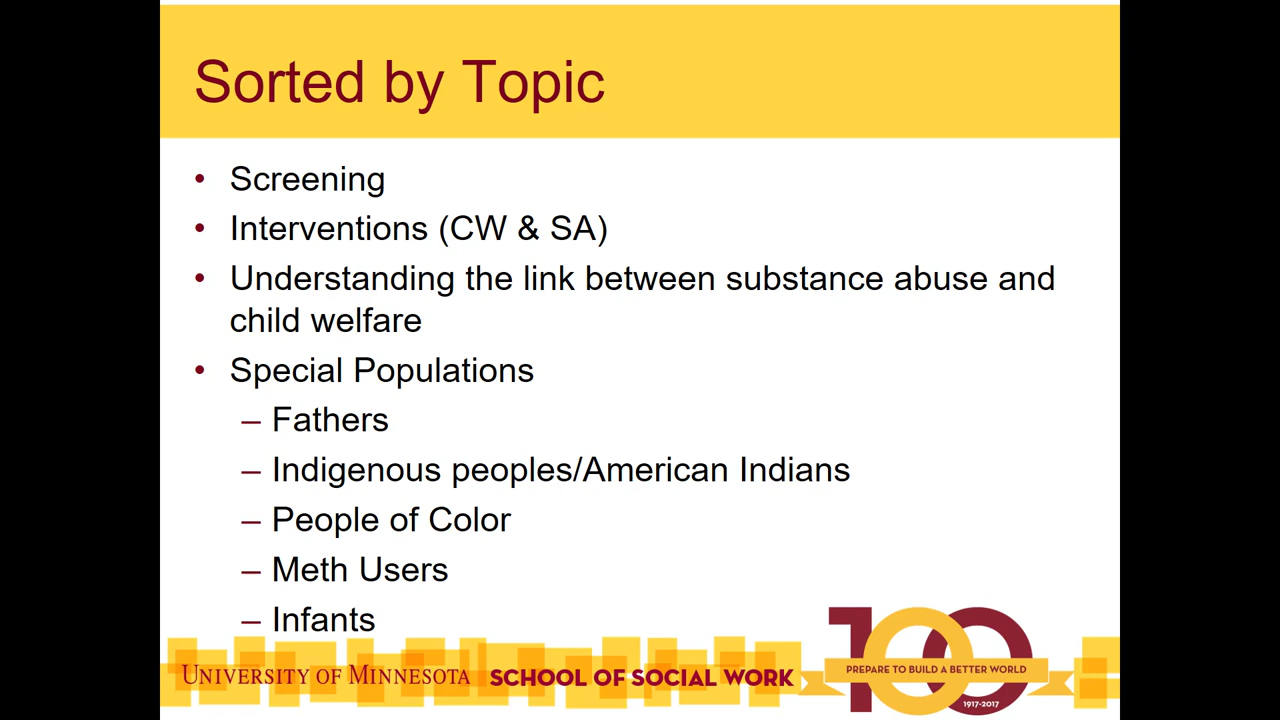 Sorted by Topic
• Screening
• Interventions (CW & SA)
• Understanding the link between substance abuse and
child welfare
• Special Populations
– Fathers
– Indigenous peoples/American Indians
– People of Color
– Meth Users
– Infants
UNIVERSITY OF MINNESOTA SCHOOL OF SOCIAL WORK
100
PREPARE TO BUILD A BETTER WORLD
1917-2017